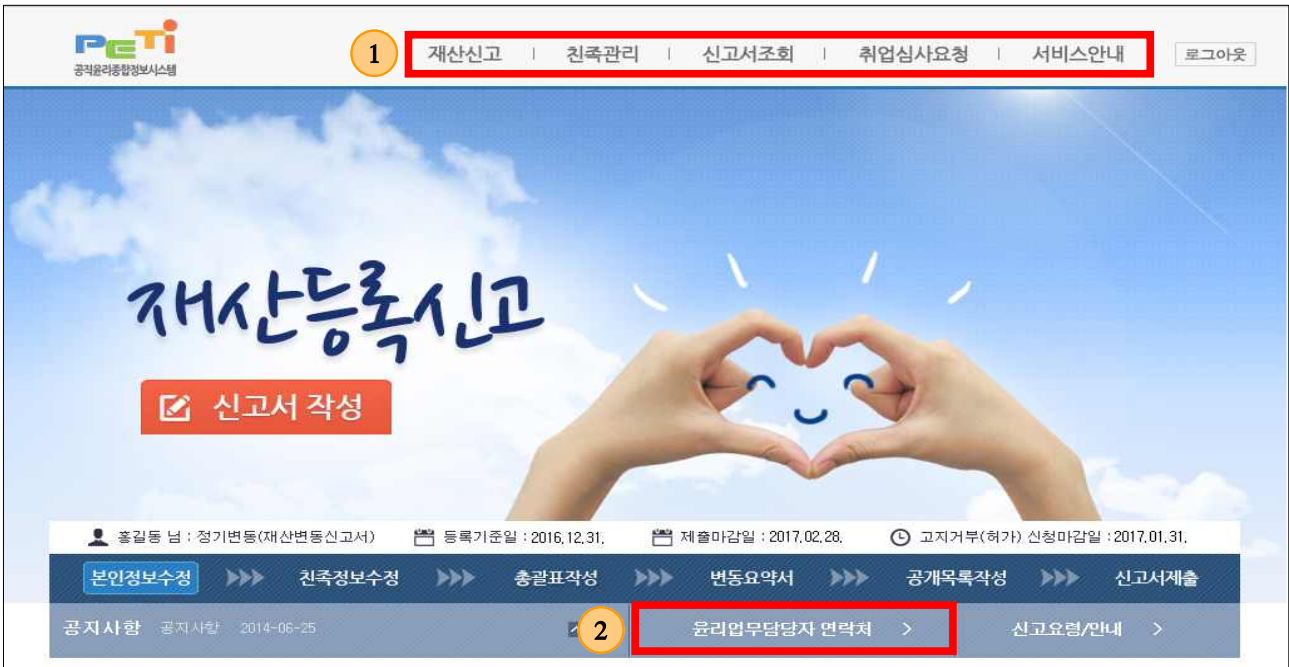 PETI
공직윤리종합정보시스템
1 재산신고 | 친족관리 | 신고서조회 | 취업심사요청 | 서비스안내 로그아웃
재산등록신고
신고서 작성
홍길동 님 : 정기변동(재산변동신고서) 등록기준일 : 2016.12.31. 제출마감일 : 2017.02.28. 고지거부(허가) 신청마감일 : 2017.01.31.
본인정보수정 친족정보수정 총괄표작성 변동요약서 공개목록작성 신고서제출
공지사항 공지사항 2014-06-25 2 윤리업무담당자 연락처 > 신고요령/안내 >